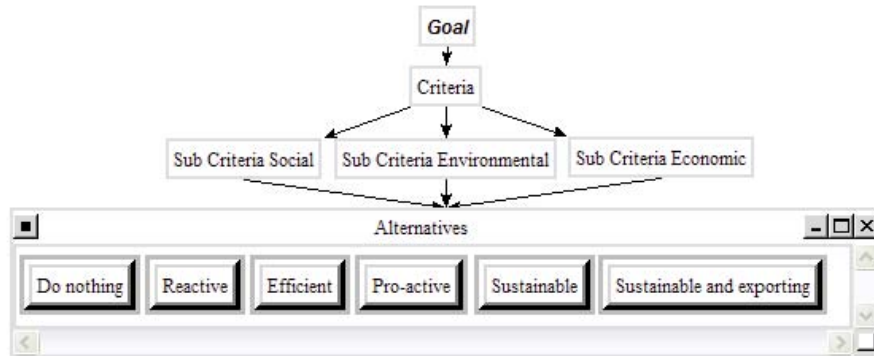 Goal
Criteria
Sub Criteria Social
Sub Criteria Environmental
Sub Criteria Economic
Alternatives
Do nothing
Reactive
Efficient
Pro-active
Sustainable
Sustainable and exporting